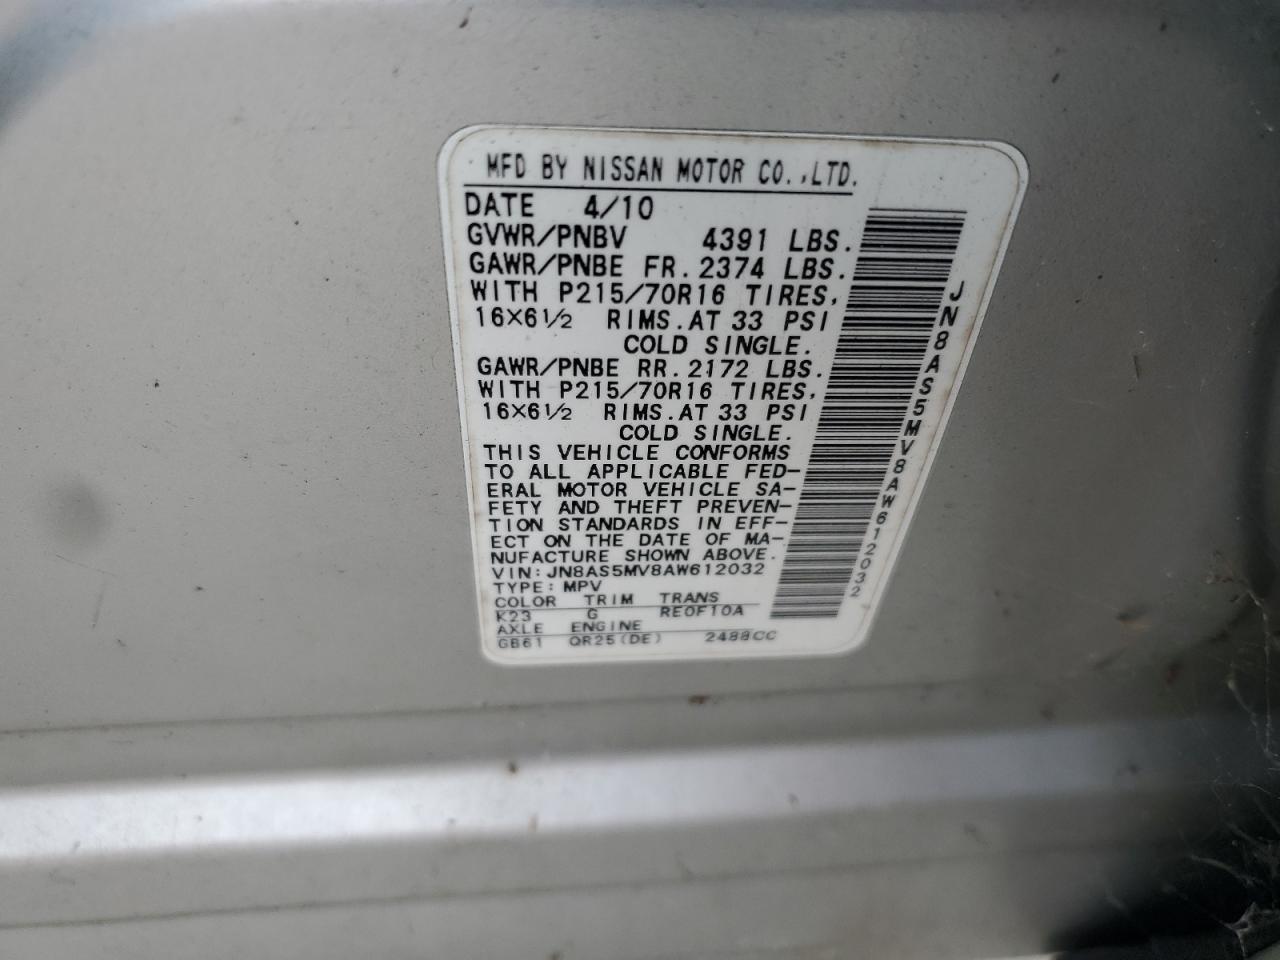 MFD BY NISSAN MOTOR CO.,LTD.
DATE 4/10
GVWR/PNBV 4391 LBS.
GAWR/PNBE FR. 2374 LBS.
WITH P215/70R16 TIRES,
16×6½ RIMS.AT 33 PSI
COLD SINGLE.
GAWR/PNBE RR. 2172 LBS.
WITH P215/70R16 TIRES,
16×6½ RIMS.AT 33 PSI
COLD SINGLE.
THIS VEHICLE CONFORMS
TO ALL APPLICABLE FED-
ERAL MOTOR VEHICLE SA-
FETY AND THEFT PREVEN-
TION STANDARDS IN EFF-
ECT ON THE DATE OF MA-
NUFACTURE SHOWN ABOVE.
VIN: JN8AS5MV8AW612032
TYPE: MPV
COLOR TRIM TRANS
K23 G RE0F10A
AXLE ENGINE
GB61 QR25(DE) 2488CC
JN8AS5MV8AW612032